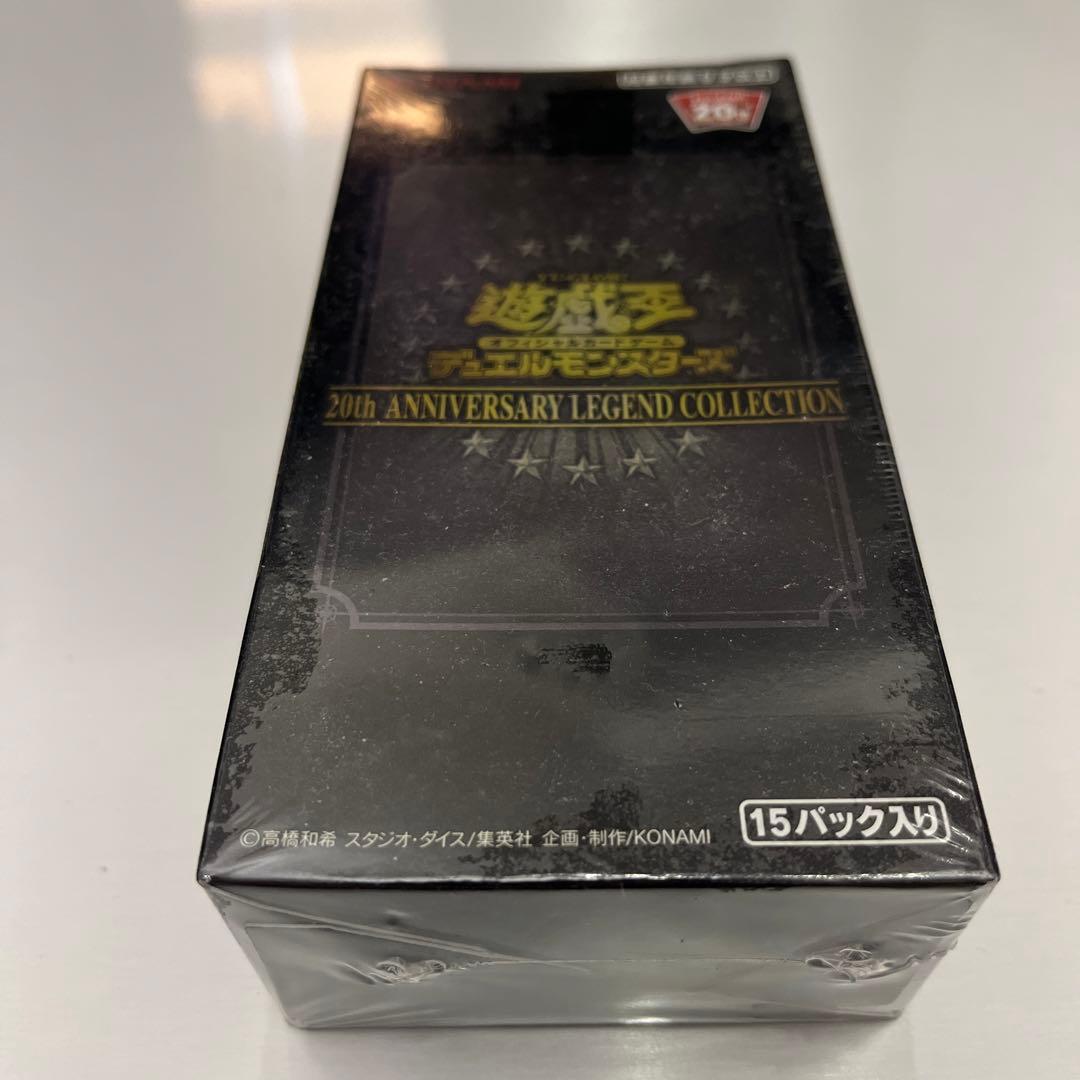 20th
遊☆戯☆王
オフィシャルカードゲーム
デュエルモンスターズ
20th ANNIVERSARY LEGEND COLLECTION
15パック入り
©高橋和希 スタジオ・ダイス/集英社 企画・制作/KONAMI